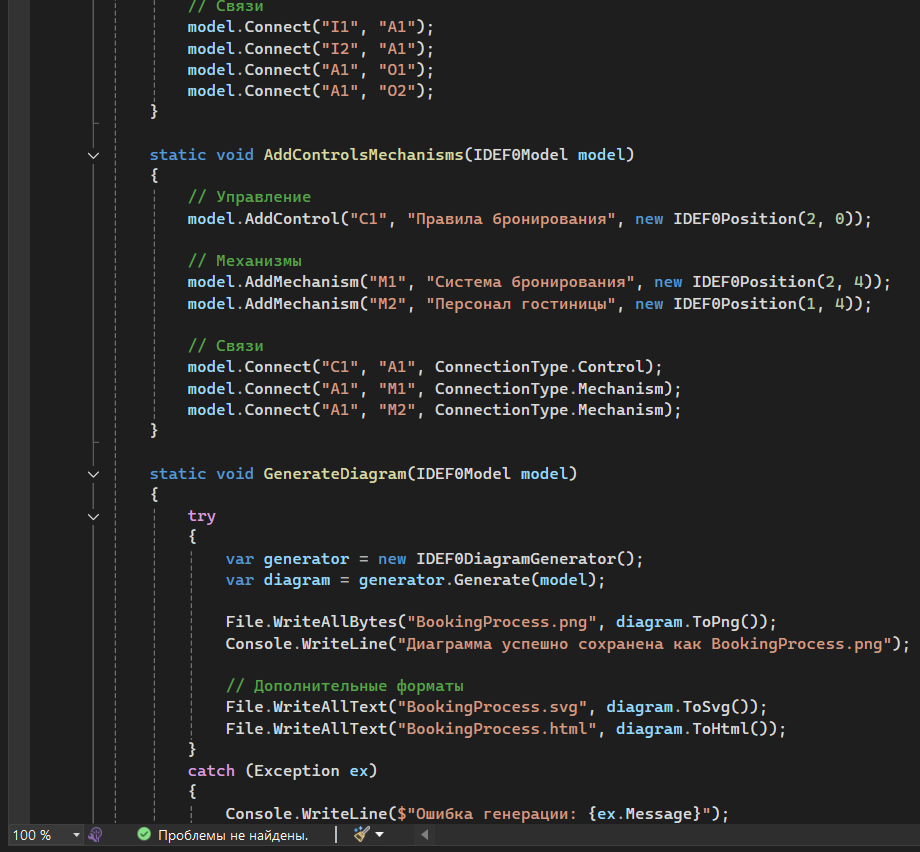 // Связи
model.Connect("I1", "A1");
model.Connect("I2", "A1");
model.Connect("A1", "O1");
model.Connect("A1", "O2");
}
static void AddControlsMechanisms(IDEF0Model model)
{
// Управление
model.AddControl("C1", "Правила бронирования", new IDEF0Position(2, 0));
// Механизмы
model.AddMechanism("M1", "Система бронирования", new IDEF0Position(2, 4));
model.AddMechanism("M2", "Персонал гостиницы", new IDEF0Position(1, 4));
// Связи
model.Connect("C1", "A1", ConnectionType.Control);
model.Connect("A1", "M1", ConnectionType.Mechanism);
model.Connect("A1", "M2", ConnectionType.Mechanism);
}
static void GenerateDiagram(IDEF0Model model)
{
try
{
var generator = new IDEF0DiagramGenerator();
var diagram = generator.Generate(model);
File.WriteAllBytes("BookingProcess.png", diagram.ToPng());
Console.WriteLine("Диаграмма успешно сохранена как BookingProcess.png");
// Дополнительные форматы
File.WriteAllText("BookingProcess.svg", diagram.ToSvg());
File.WriteAllText("BookingProcess.html", diagram.ToHtml());
}
catch (Exception ex)
{
Console.WriteLine($"Ошибка генерации: {ex.Message}");
100 % Проблемы не найдены.